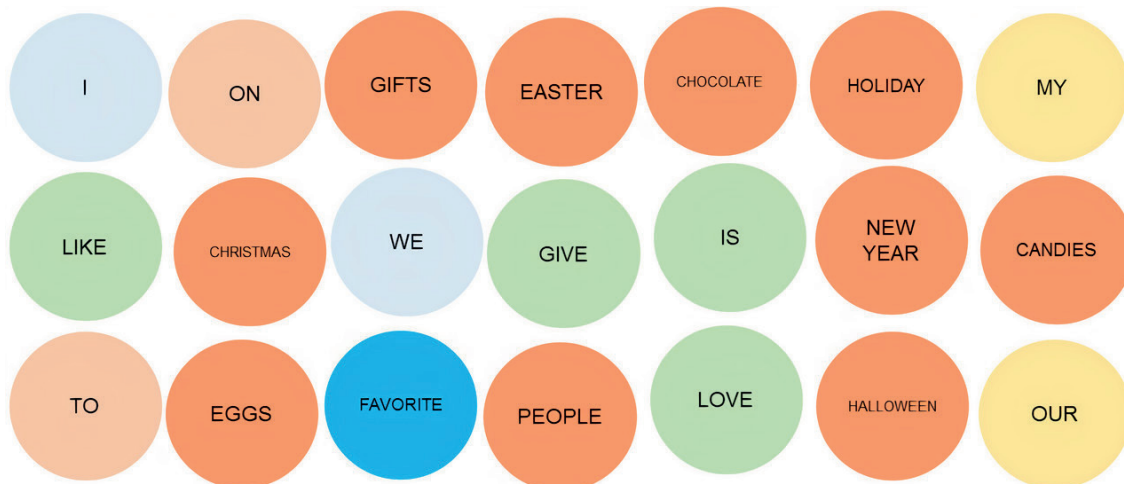 I
ON
GIFTS
EASTER
CHOCOLATE
HOLIDAY
MY
LIKE
CHRISTMAS
WE
GIVE
IS
NEW
YEAR
CANDIES
TO
EGGS
FAVORITE
PEOPLE
LOVE
HALLOWEEN
OUR